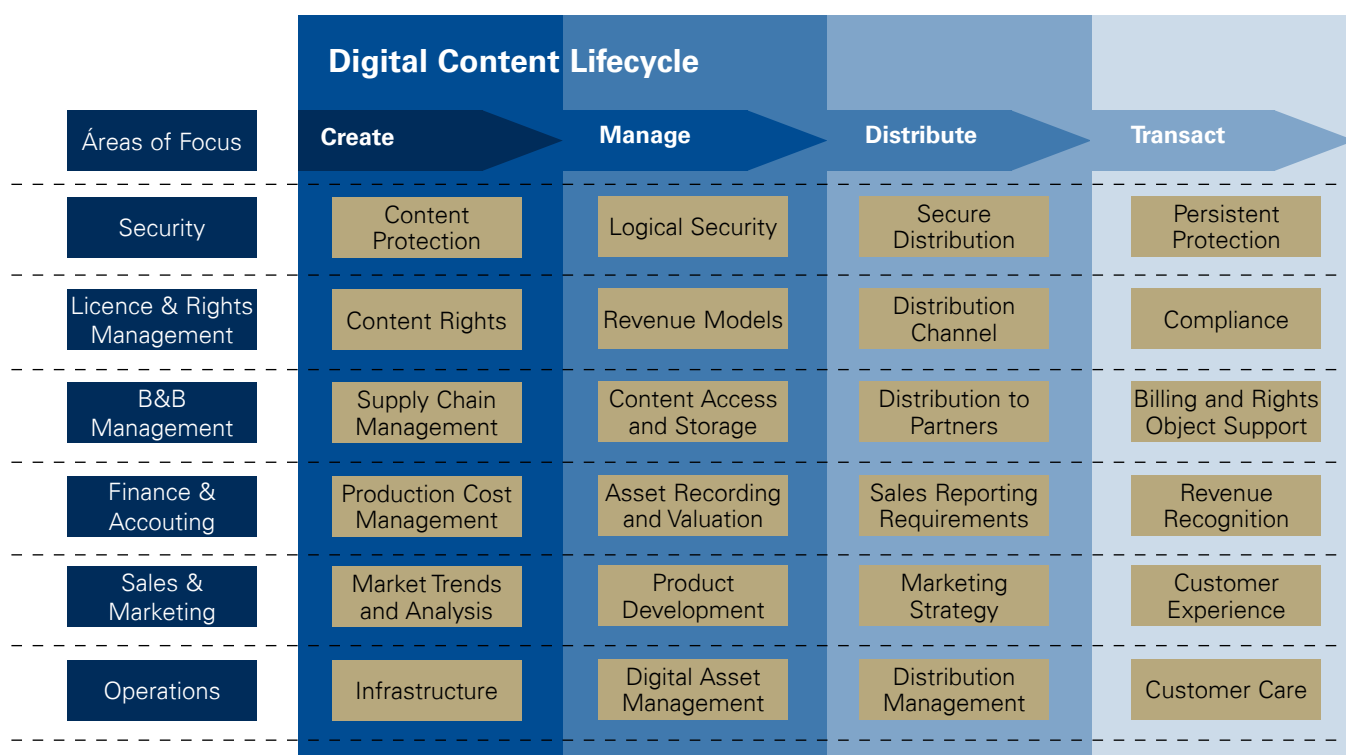 Digital Content Lifecycle
Áreas of Focus
Create
Manage
Distribute
Transact
Security
Content
Protection
Logical Security
Secure
Distribution
Persistent
Protection
Licence & Rights
Management
Content Rights
Revenue Models
Distribution
Channel
Compliance
B&B
Management
Supply Chain
Management
Content Access
and Storage
Distribution to
Partners
Billing and Rights
Object Support
Finance &
Accouting
Production Cost
Management
Asset Recording
and Valuation
Sales Reporting
Requirements
Revenue
Recognition
Sales &
Marketing
Market Trends
and Analysis
Product
Development
Marketing
Strategy
Customer
Experience
Operations
Infrastructure
Digital Asset
Management
Distribution
Management
Customer Care